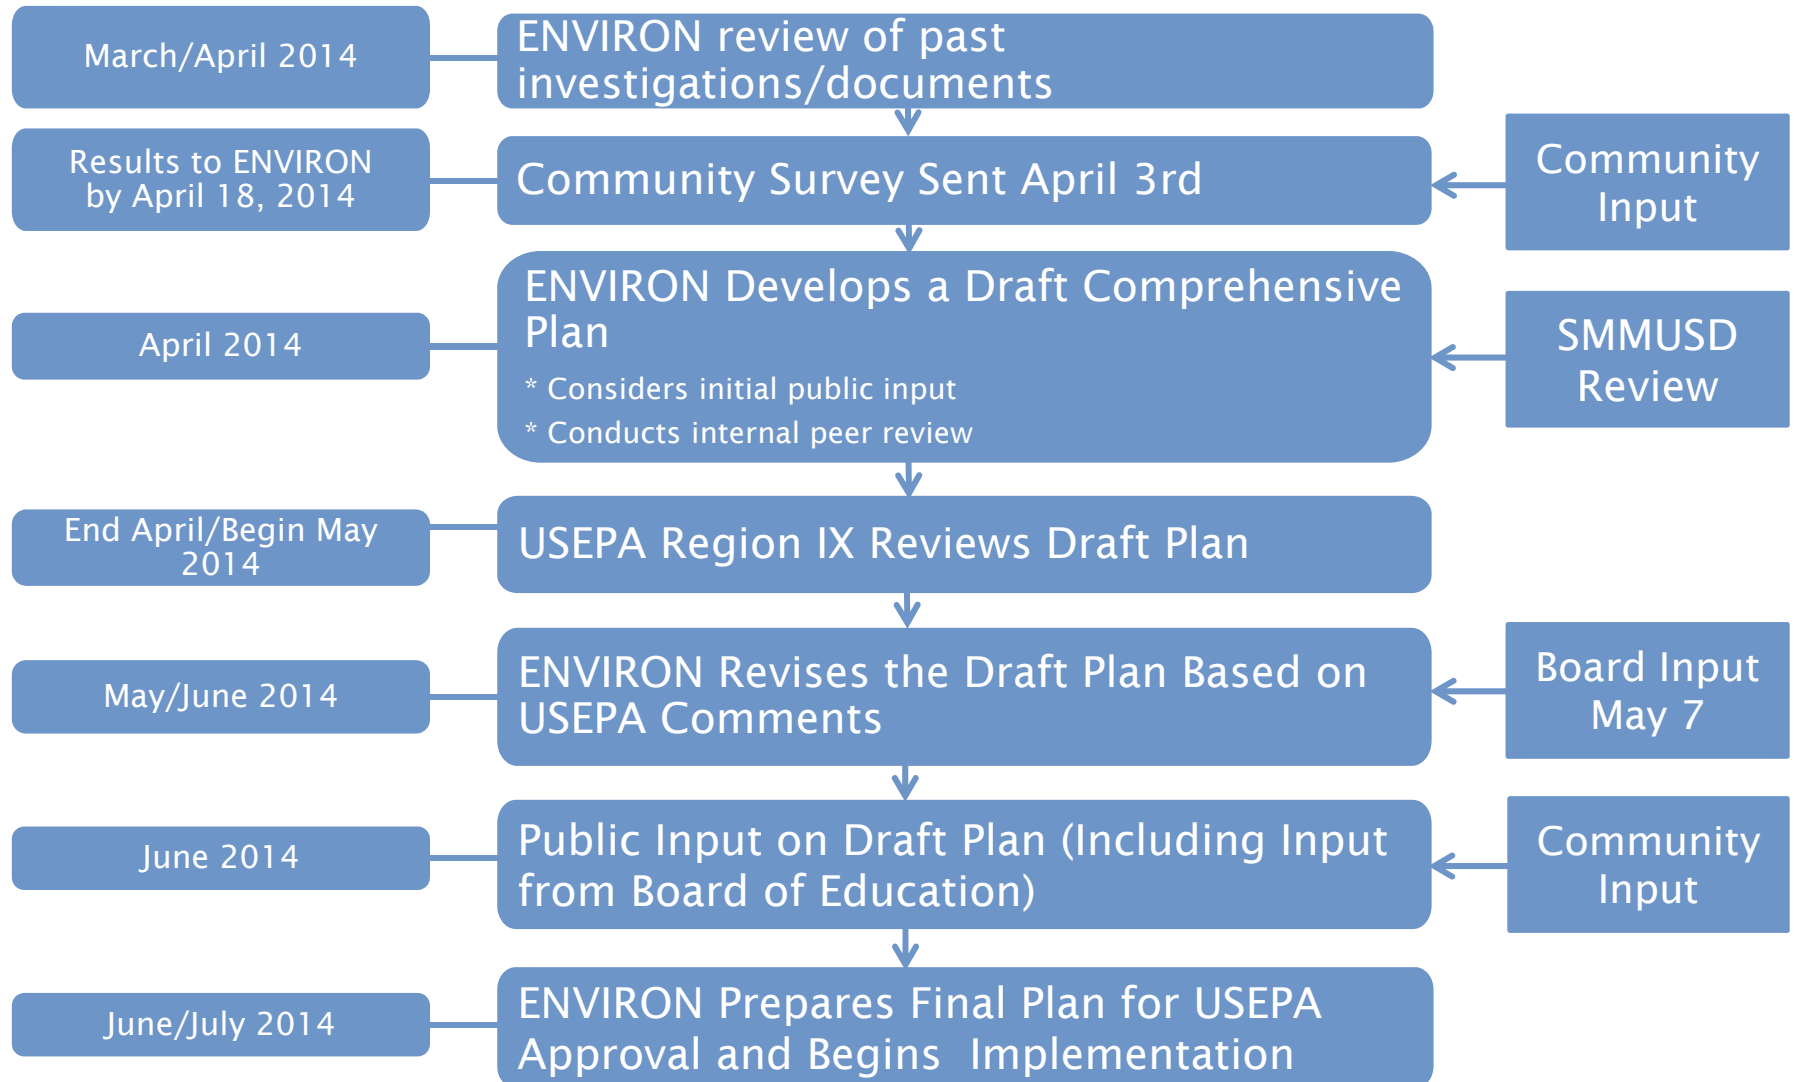 March/April 2014
ENVIRON review of past
investigations/documents
Results to ENVIRON
by April 18, 2014
Community Survey Sent April 3rd
Community
Input
April 2014
ENVIRON Develops a Draft Comprehensive
Plan
* Considers initial public input
* Conducts internal peer review
SMMUSD
Review
End April/Begin May
2014
USEPA Region IX Reviews Draft Plan
May/June 2014
ENVIRON Revises the Draft Plan Based on
USEPA Comments
Board Input
May 7
June 2014
Public Input on Draft Plan (Including Input
from Board of Education)
Community
Input
June/July 2014
ENVIRON Prepares Final Plan for USEPA
Approval and Begins  Implementation